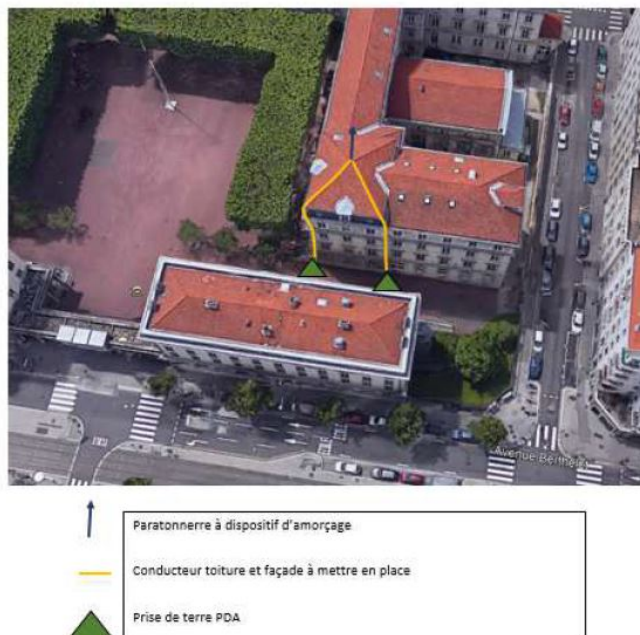 Avenue Berthelot
Paratonnerre à dispositif d'amorçage
Conducteur toiture et façade à mettre en place
Prise de terre PDA